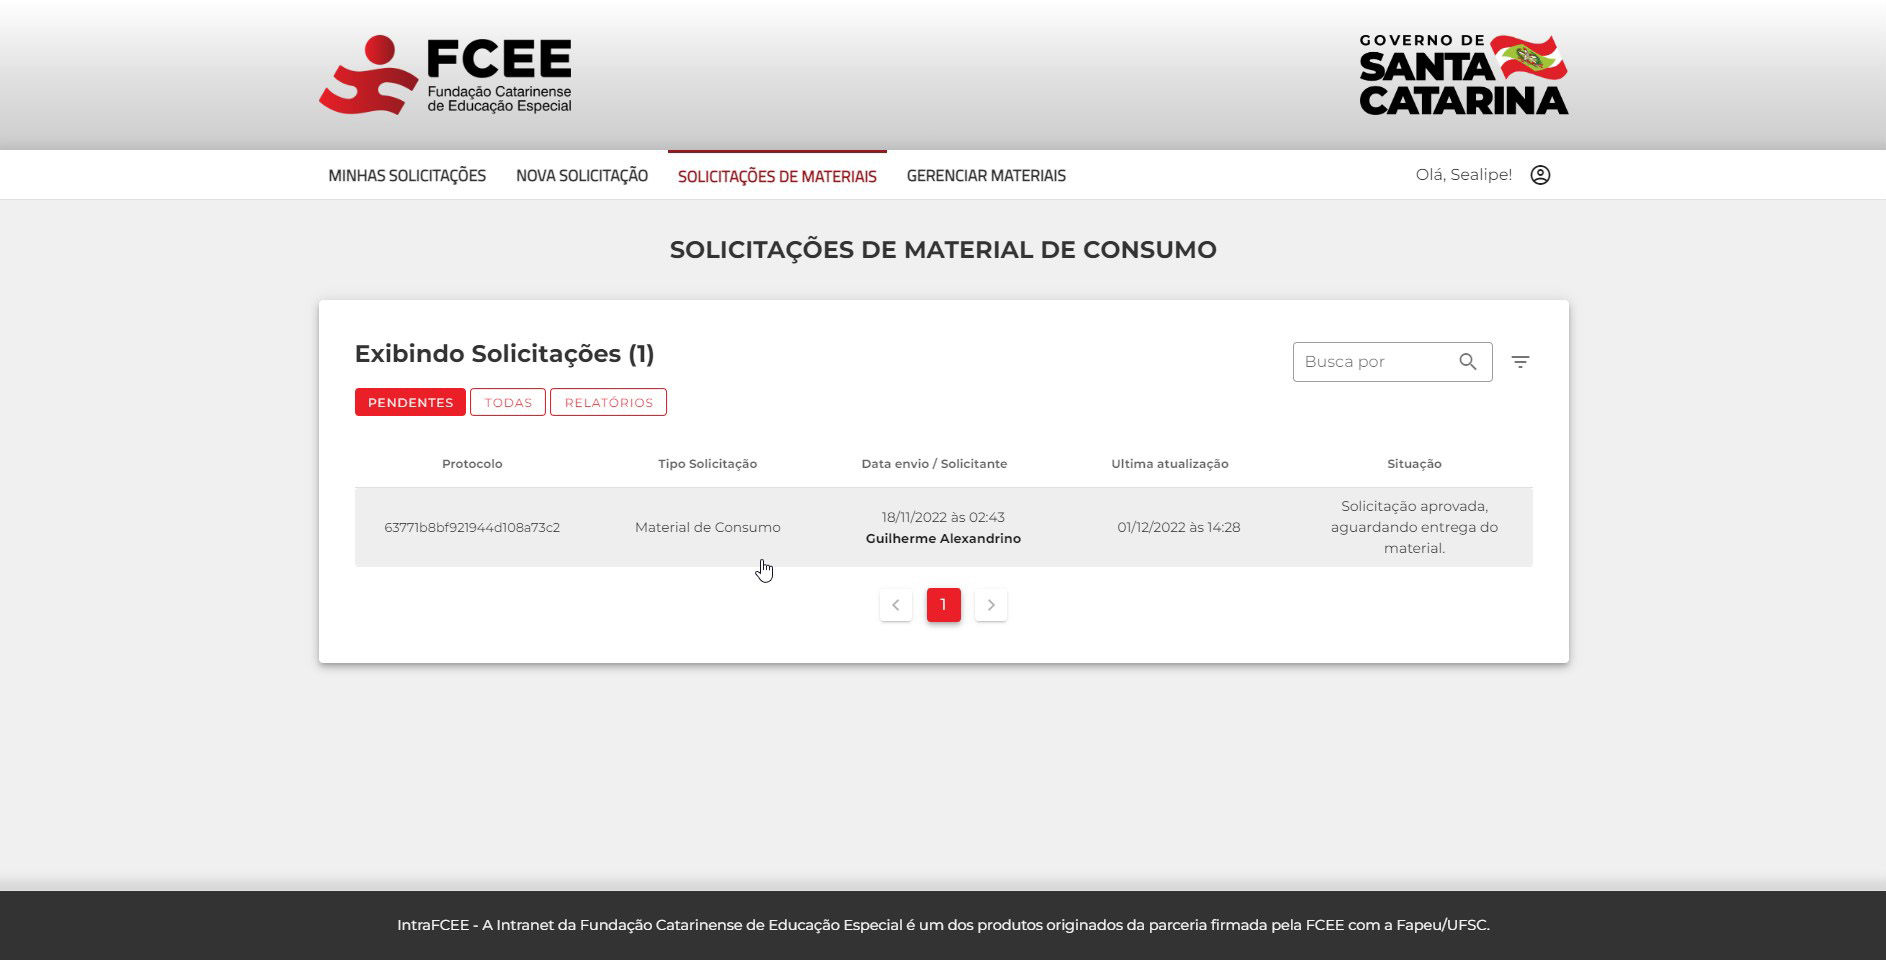 FCEE
Fundação Catarinense
de Educação Especial
GOVERNO DE
SANTA
CATARINA
MINHAS SOLICITAÇÕES NOVA SOLICITAÇÃO SOLICITAÇÕES DE MATERIAIS GERENCIAR MATERIAIS Olá, Sealipe!
SOLICITAÇÕES DE MATERIAL DE CONSUMO
Exibindo Solicitações (1)
Busca por
PENDENTES TODAS RELATÓRIOS
Protocolo Tipo Solicitação Data envio / Solicitante Ultima atualização Situação
63771b8bf921944d108a73c2 Material de Consumo 18/11/2022 às 02:43 01/12/2022 às 14:28 Solicitação aprovada,
Guilherme Alexandrino aguardando entrega do
material.
1
IntraFCEE - A Intranet da Fundação Catarinense de Educação Especial é um dos produtos originados da parceria firmada pela FCEE com a Fapeu/UFSC.